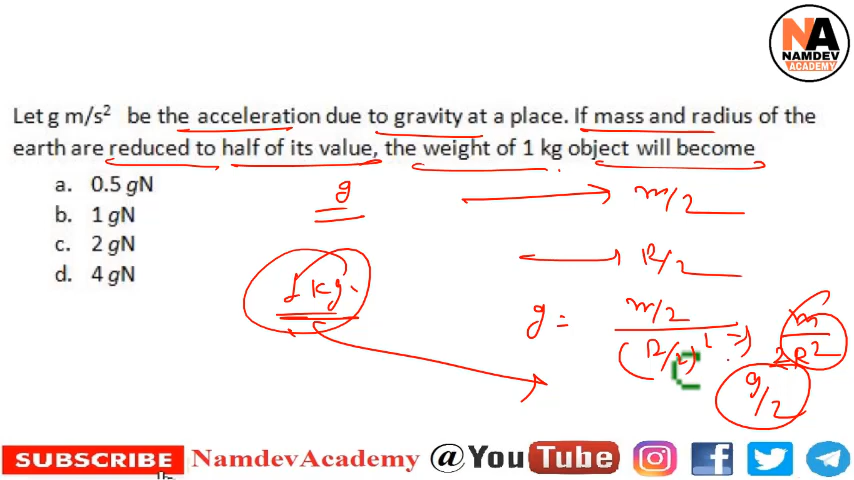 NA
NAMDEV
ACADEMY
Let g m/s² be the acceleration due to gravity at a place. If mass and radius of the
earth are reduced to half of its value, the weight of 1 kg object will become
a. 0.5 gN
b. 1 gN
c. 2 gN
d. 4 gN
g
m/2
R/2
1 kg
g = m/2 / (R/2)² => m / 2R²
g/2
SUBSCRIBE NamdevAcademy @YouTube